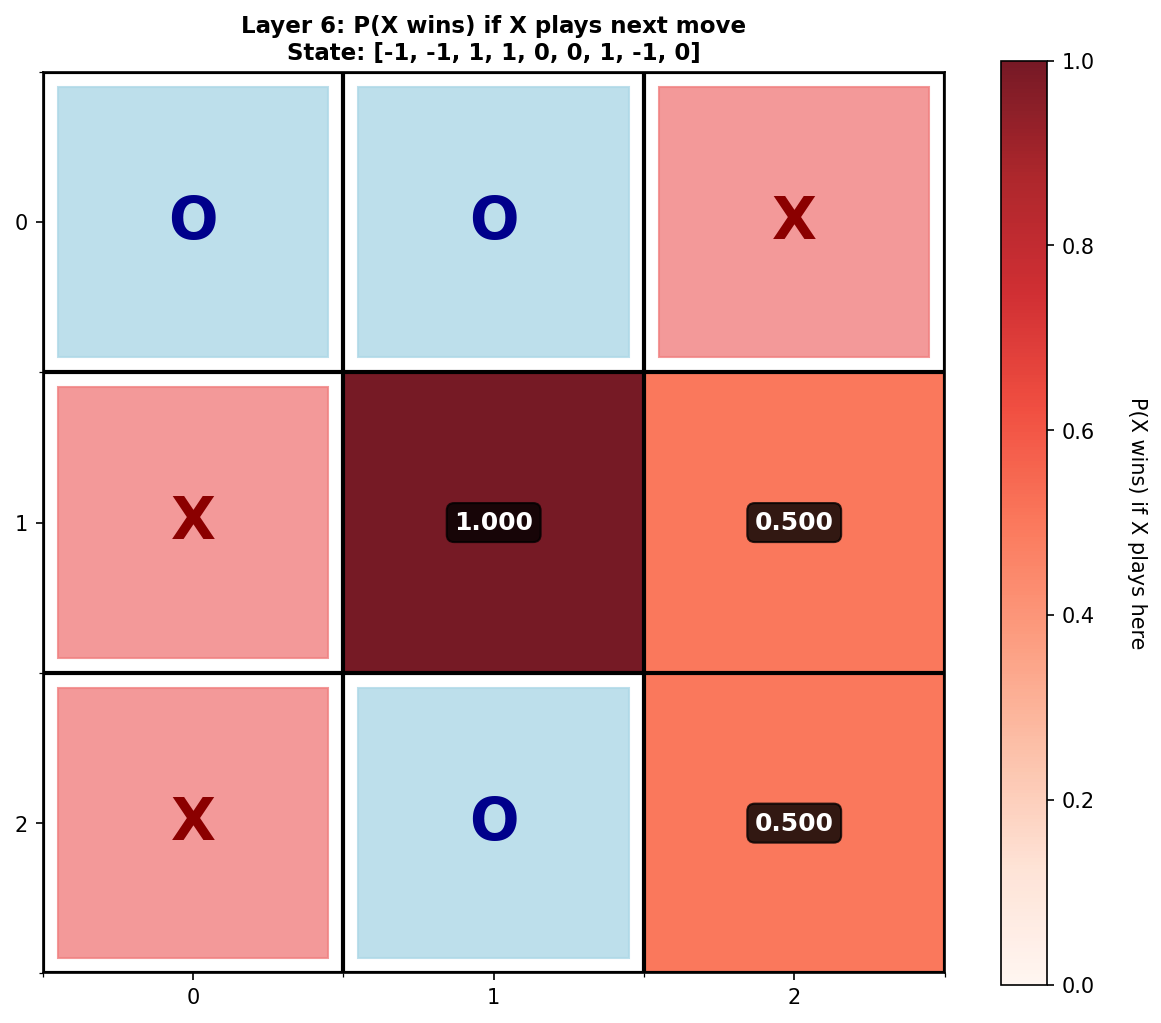 Layer 6: P(X wins) if X plays next move
State: [-1, -1, 1, 1, 0, 0, 1, -1, 0]
0
O
O
X
1
X
1.000
0.500
2
X
O
0.500
0
1
2
1.0
0.8
0.6
0.4
0.2
0.0
P(X wins) if X plays here